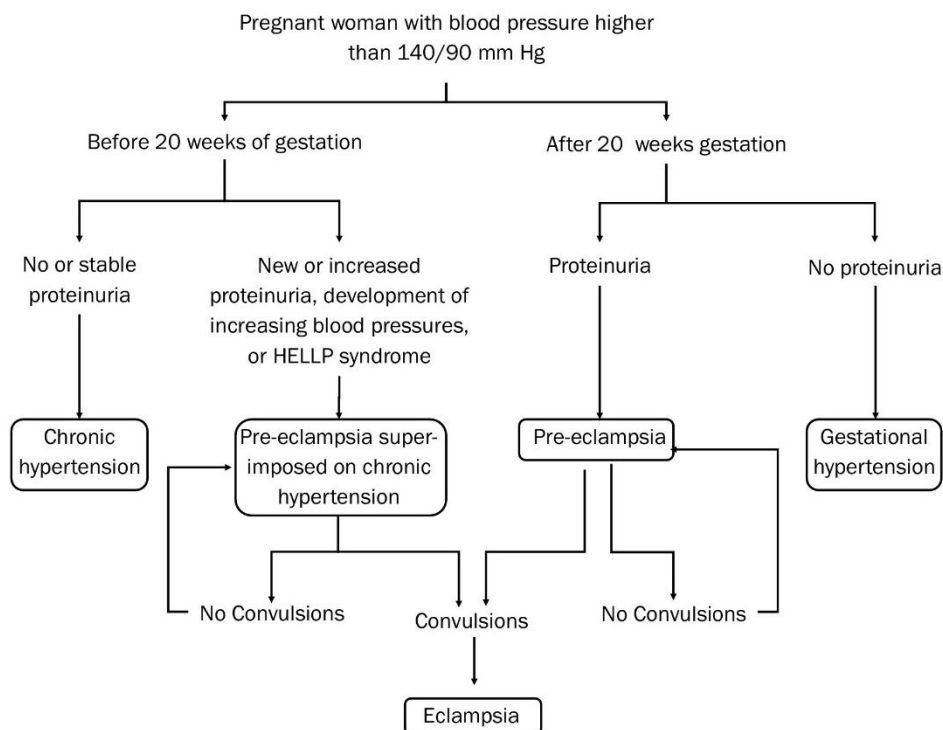 Pregnant woman with blood pressure higher
than 140/90 mm Hg
Before 20 weeks of gestation
After 20 weeks gestation
No or stable
proteinuria
New or increased
proteinuria, development of
increasing blood pressures,
or HELLP syndrome
Proteinuria
No proteinuria
Chronic
hypertension
Pre-eclampsia super-
imposed on chronic
hypertension
Pre-eclampsia
Gestational
hypertension
No Convulsions
Convulsions
No Convulsions
Eclampsia